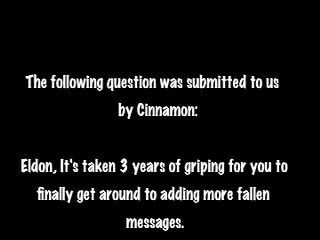 The following question was submitted to us
by Cinnamon:
Eldon, It's taken 3 years of griping for you to
finally get around to adding more fallen
messages.